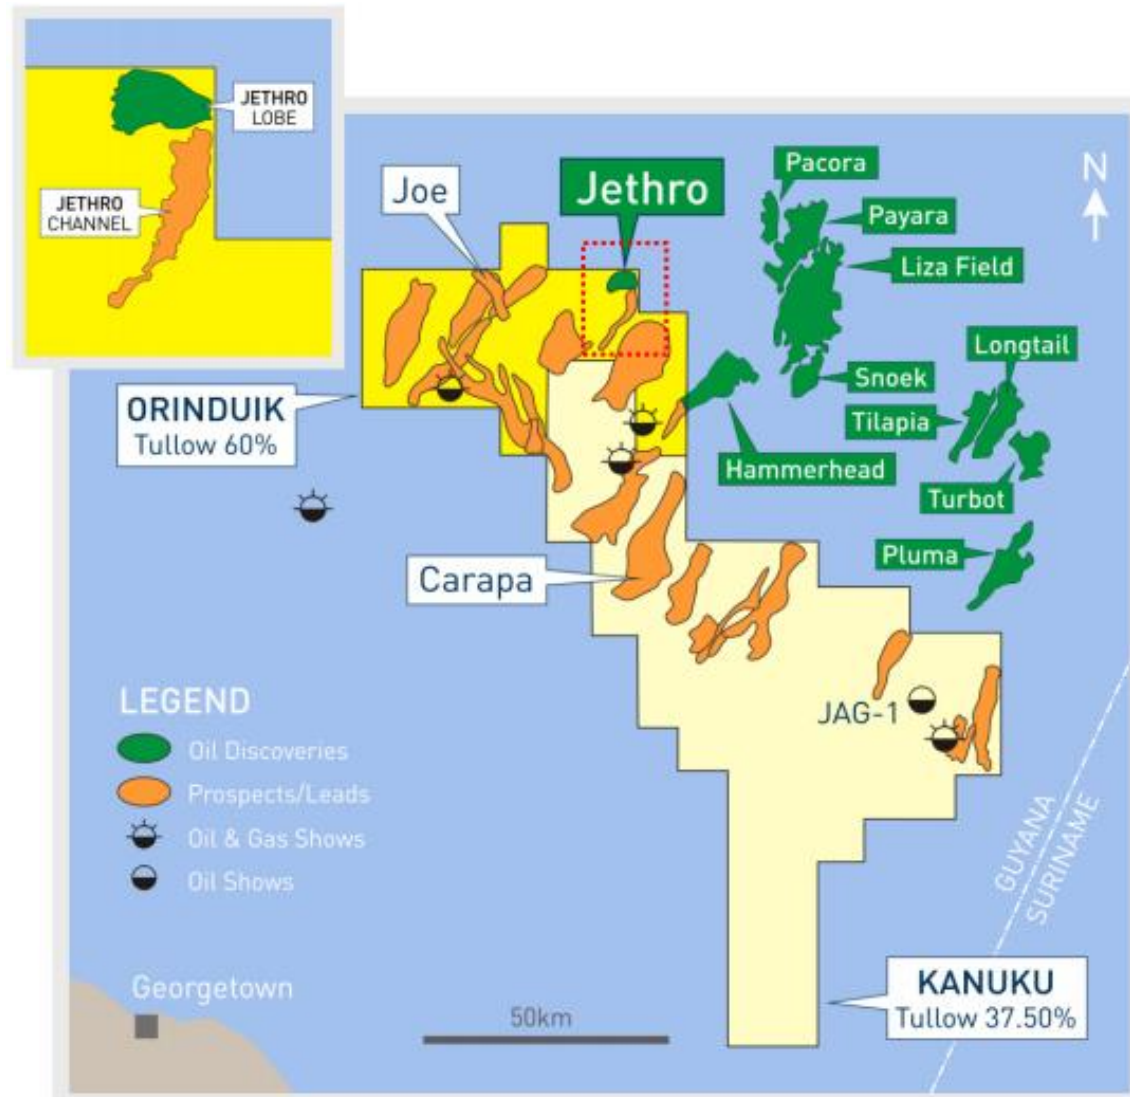 JETHRO
LOBE
JETHRO
CHANNEL
Joe
Jethro
Pacora
Payara
Liza Field
N
Longtail
Snoek
Tilapia
ORINDUIK
Tullow 60%
Hammerhead
Turbot
Pluma
Carapa
LEGEND
Oil Discoveries
Prospects/Leads
Oil & Gas Shows
Oil Shows
JAG-1
GUYANA
SURINAME
Georgetown
50km
KANUKU
Tullow 37.50%